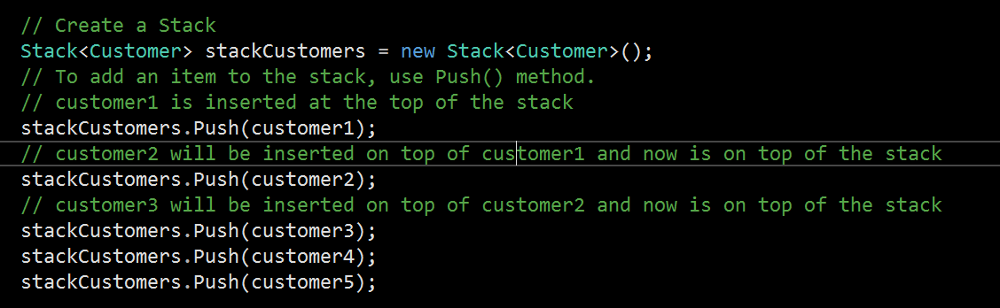 // Create a Stack
Stack<Customer> stackCustomers = new Stack<Customer>();
// To add an item to the stack, use Push() method.
// customer1 is inserted at the top of the stack
stackCustomers.Push(customer1);
// customer2 will be inserted on top of customer1 and now is on top of the stack
stackCustomers.Push(customer2);
// customer3 will be inserted on top of customer2 and now is on top of the stack
stackCustomers.Push(customer3);
stackCustomers.Push(customer4);
stackCustomers.Push(customer5);